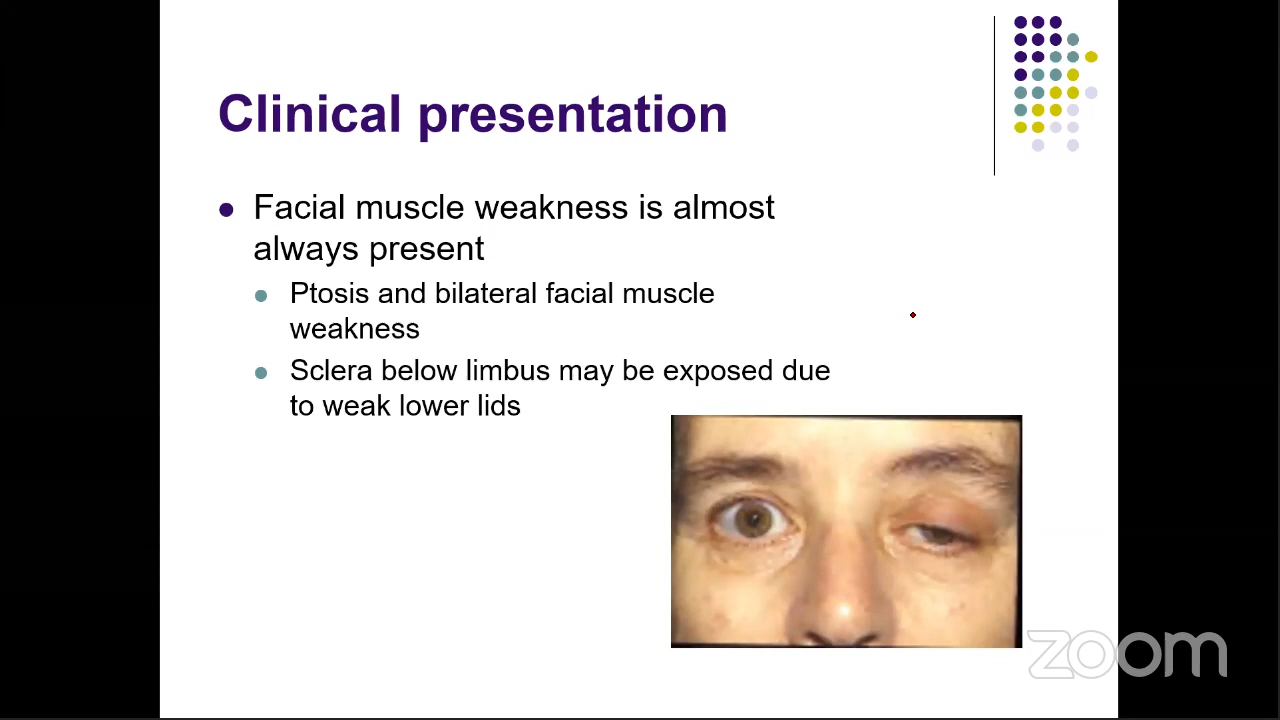 Clinical presentation
Facial muscle weakness is almost
always present
Ptosis and bilateral facial muscle
weakness
Sclera below limbus may be exposed due
to weak lower lids
zoom